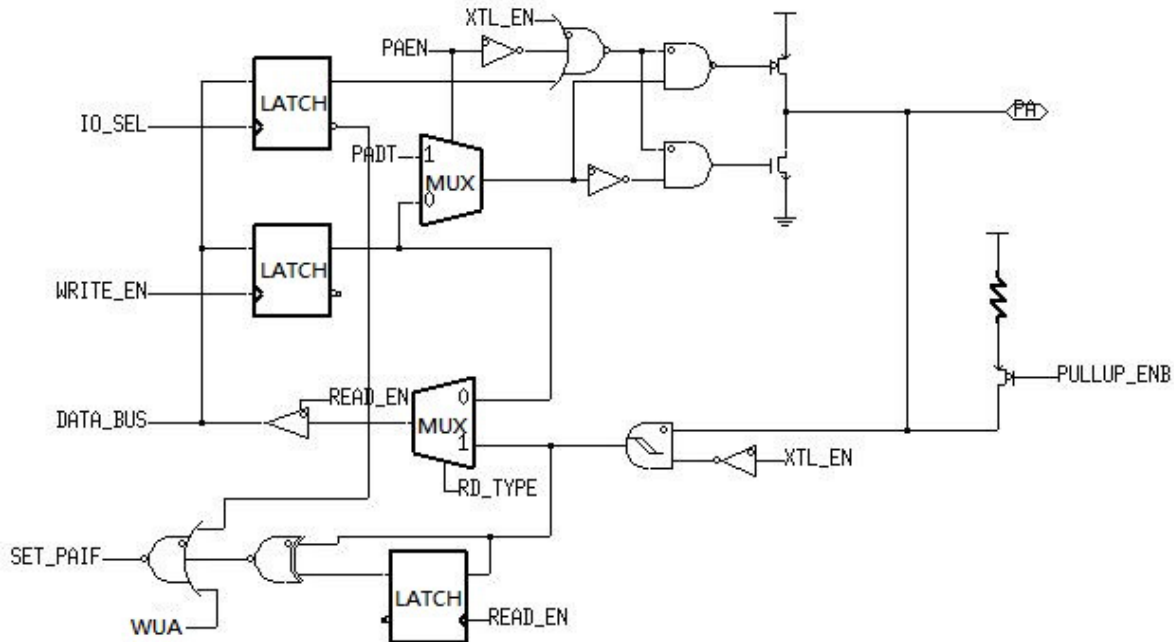 XTL_EN
PAEN
LATCH
IO_SEL
PA
PADT
1
MUX
0
LATCH
WRITE_EN
PULLUP_ENB
READ_EN
0
DATA_BUS
MUX
1
XTL_EN
RD_TYPE
SET_PAIF
LATCH
READ_EN
WUA